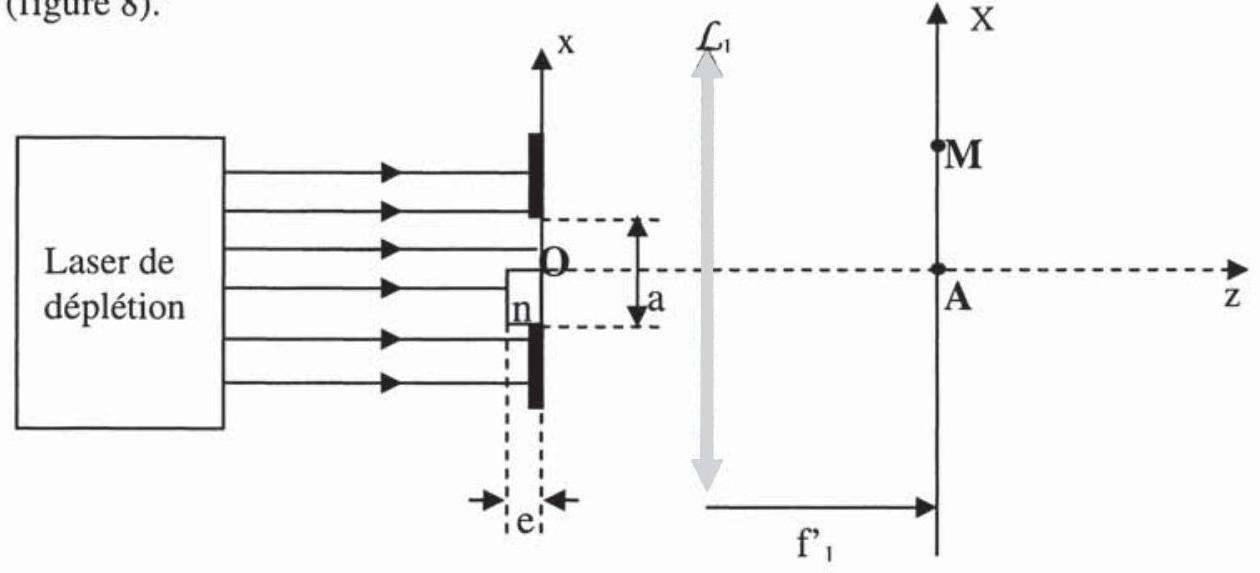 (figure 8).
x
ℒ₁
X
M
Laser de
déplétion
O
n
a
A
z
e
f'₁